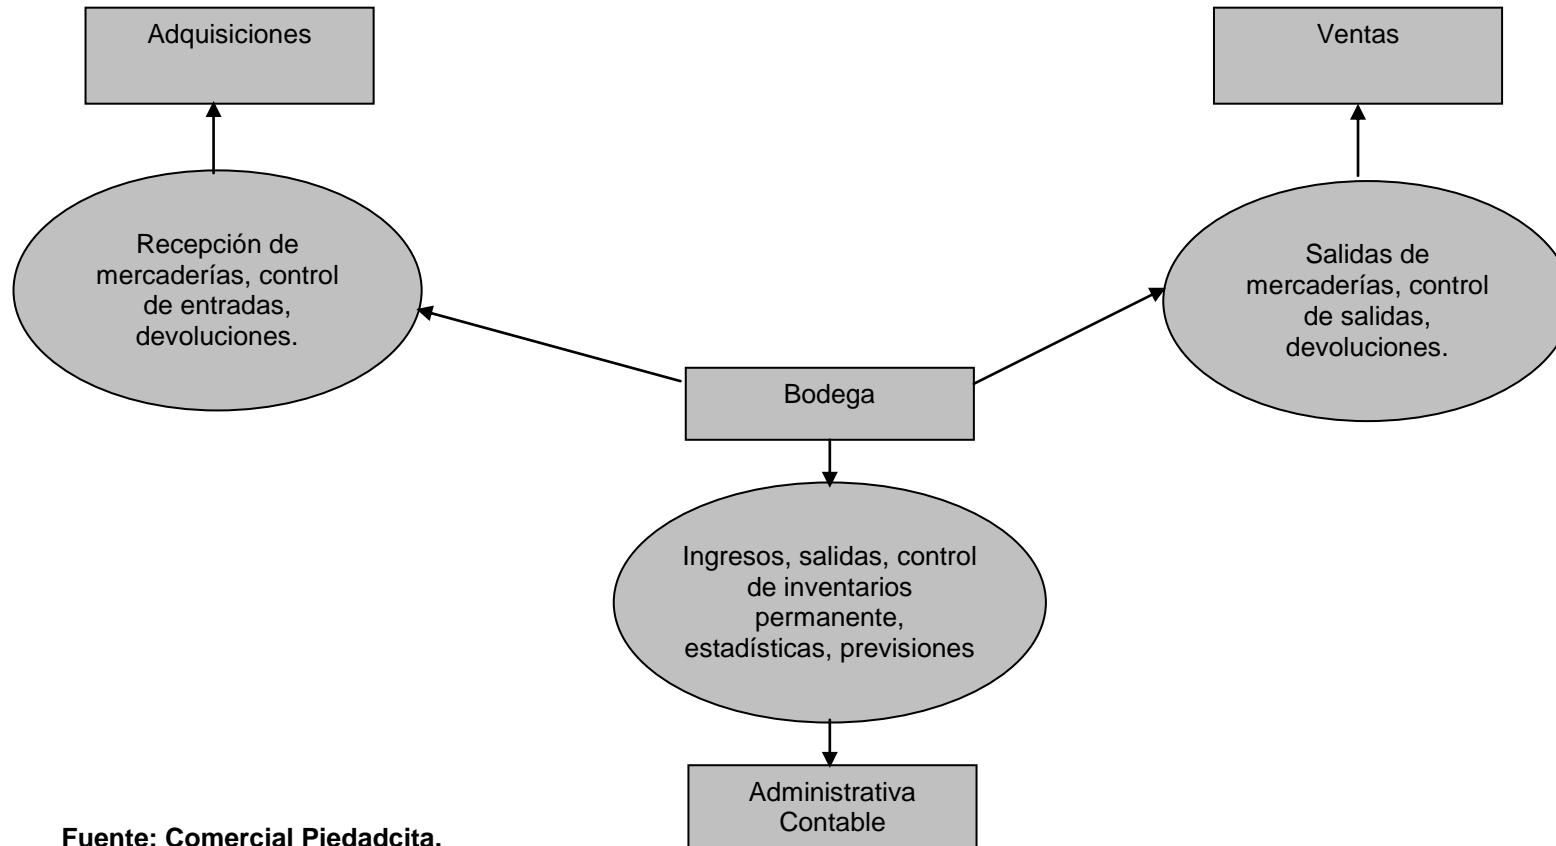 Adquisiciones
Ventas
Recepción de
mercaderías, control
de entradas,
devoluciones.
Salidas de
mercaderías, control
de salidas,
devoluciones.
Bodega
Ingresos, salidas, control
de inventarios
permanente,
estadísticas, previsiones
Administrativa
Contable
Fuente: Comercial Piedadcita.